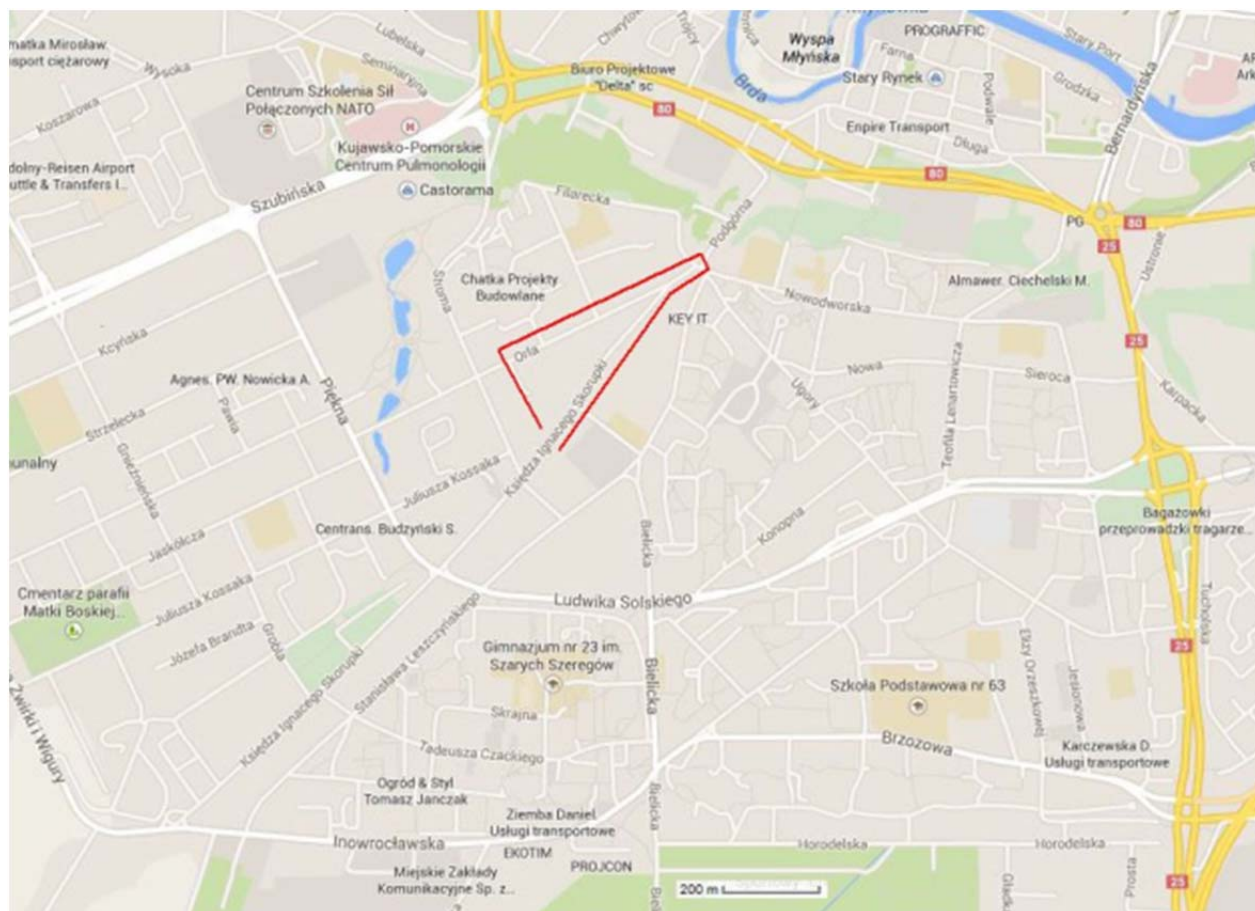 Lubelska
Chwytowo
Trójcy
Wysoka
Seminaryjna
Wyspa
Młyńska
PROGRAFFIC
Farna
Stary Port
Biuro Projektowe
"Delta" sc
Stary Rynek
Podwale
Grodzka
Bernardyńska
Centrum Szkolenia Sił
Połączonych NATO
Koszarowa
Brda
80
Enpire Transport
Długa
Kujawsko-Pomorskie
Centrum Pulmonologii
dolny-Reisen Airport
uttle & Transfers I...
Castorama
Szubińska
Filarecka
80
Podgórna
PG
80
25
Ustronie
Stroma
Chatka Projekty
Budowlane
Almawer. Ciechelski M.
Nowodworska
KEY IT
Kcyńska
Orla
25
Agnes. PW. Nowicka A.
Piękna
Księdza Ignacego Skorupki
Nowa
Sieroca
Ugory
Karpacka
Strzelecka
Pawia
Teofila Lenartowicza
unalny
Gnieźnieńska
Juliusza Kossaka
Centrans. Budzyński S.
Bielicka
Konopna
Bagażowki
przeprowadzki tragarze...
Jaskółcza
Cmentarz parafii
Matki Boskiej...
Juliusza Kossaka
Ludwika Solskiego
Tucholska
Józefa Brandta
Grobla
Stanisława Leszczyńskiego
Gimnazjum nr 23 im.
Szarych Szeregów
Elizy Orzeszkowej
Jesionowa
25
Księdza Ignacego Skorupki
Bielicka
Szkoła Podstawowa nr 63
Żwirki i Wigury
Skrajna
Brzozowa
Tadeusza Czackiego
Karczewska D.
Usługi transportowe
Ogród & Styl
Tomasz Janczak
Bielicka
Ziemba Daniel
Usługi transportowe
Inowrocławska
EKOTIM
Horodelska
Horodelska
PROJCON
Miejskie Zakłady
Komunikacyjne Sp. z...
200 m
Prosta
25